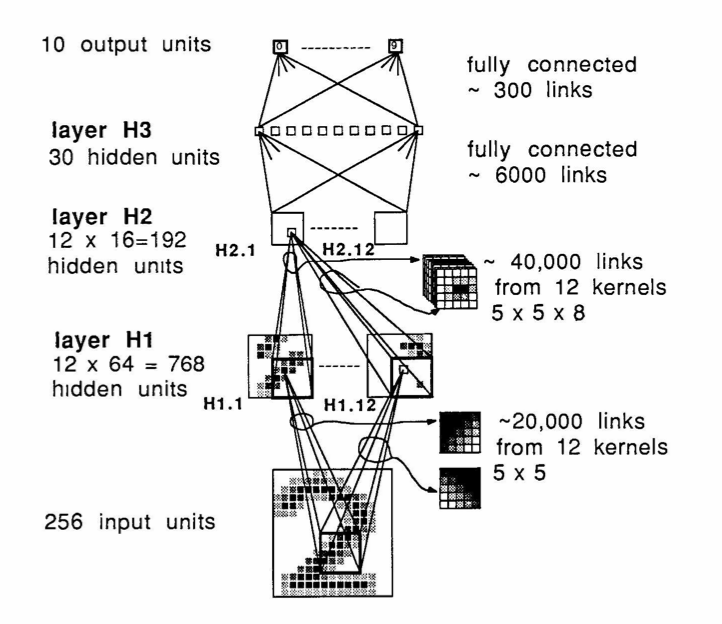 10 output units
0
9
fully connected
~ 300 links
layer H3
30 hidden units
fully connected
~ 6000 links
layer H2
12 x 16=192
hidden units
H2.1
H2.12
~ 40,000 links
from 12 kernels
5 x 5 x 8
layer H1
12 x 64 = 768
hidden units
H1.1
H1.12
~20,000 links
from 12 kernels
5 x 5
256 input units